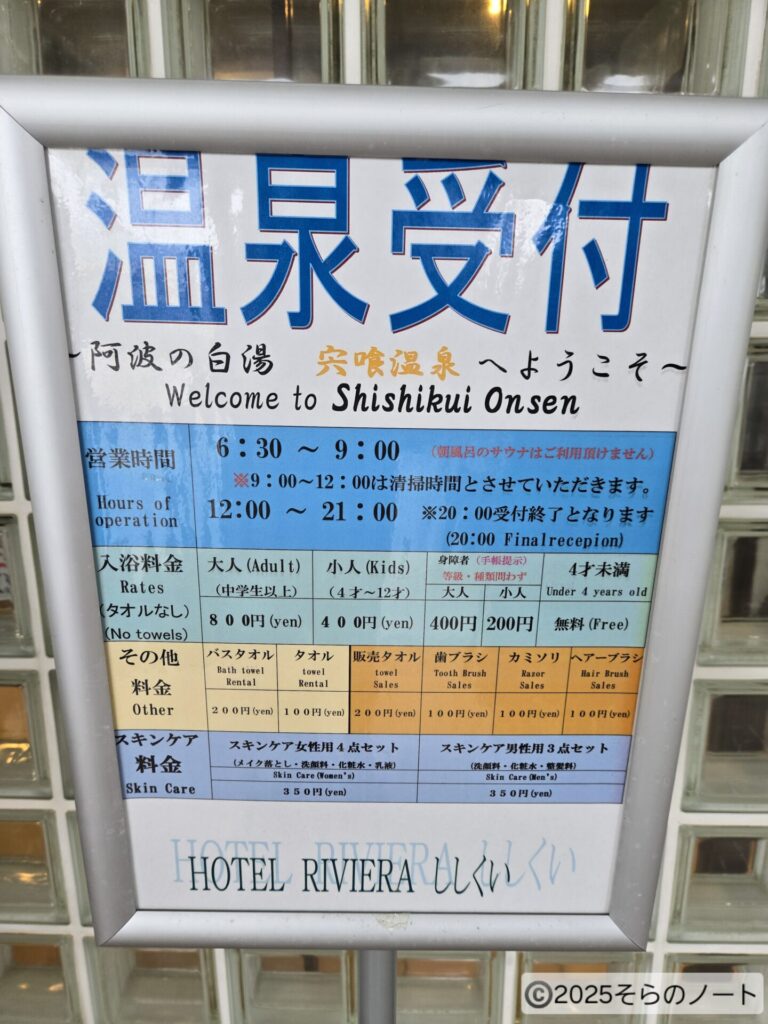 温泉受付
～阿波の白湯 宍喰温泉 へようこそ～
Welcome to Shishikui Onsen
営業時間
Hours of
operation
6：30 ～ 9：00 （朝風呂のサウナはご利用頂けません）
※9：00～12：00は清掃時間とさせていただきます。
12:00 ～ 21：00 ※20：00受付終了となります
(20:00 Finalrecepion)
入浴料金
Rates
(タオルなし)
(No towels)
大人(Adult)
(中学生以上)
800円(yen)
小人(Kids)
(4才～12才)
400円(yen)
身障者（手帳提示）
等級・種類問わず
大人 小人
400円 200円
4才未満
Under 4 years old
無料(Free)
その他
料金
Other
バスタオル
Bath towel
Rental
200円(yen)
タオル
towel
Rental
100円(yen)
販売タオル
towel
Sales
200円(yen)
歯ブラシ
Tooth Brush
Sales
100円(yen)
カミソリ
Razor
Sales
100円(yen)
ヘアーブラシ
Hair Brush
Sales
100円(yen)
スキンケア
料金
Skin Care
スキンケア女性用4点セット
(メイク落とし・洗顔料・化粧水・乳液)
Skin Care(Women's)
350円(yen)
スキンケア男性用3点セット
(洗顔料・化粧水・整髪料)
Skin Care(Men's)
350円(yen)
HOTEL RIVIERA ししくい
©2025そらのノート